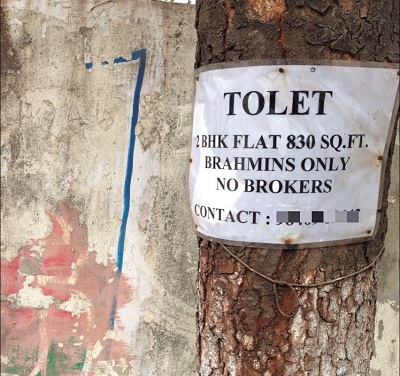 TOLET
2 BHK FLAT 830 SQ.FT.
BRAHMINS ONLY
NO BROKERS
CONTACT :